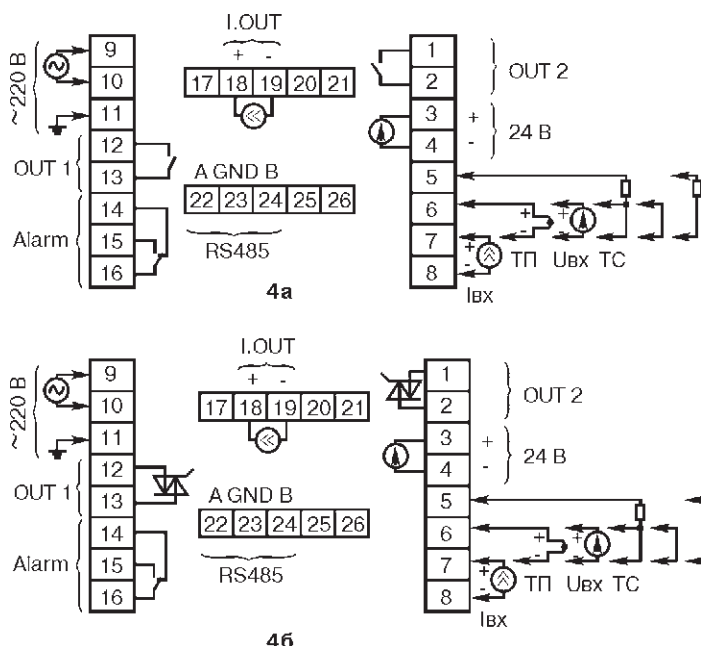 I.OUT
+ -
~220 В
9
10
11
OUT 1
12
13
Alarm
14
15
16
17 18 19 20 21
A GND B
22 23 24 25 26
RS485
1
2
OUT 2
3
4
+
-
24 В
5
6
7
8
+
-
+
-
+
-
ТП Uвх ТС
Iвх
4а
I.OUT
+ -
~220 В
9
10
11
OUT 1
12
13
Alarm
14
15
16
17 18 19 20 21
A GND B
22 23 24 25 26
RS485
1
2
OUT 2
3
4
+
-
24 В
5
6
7
8
+
-
+
-
+
-
ТП Uвх ТС
Iвх
4б